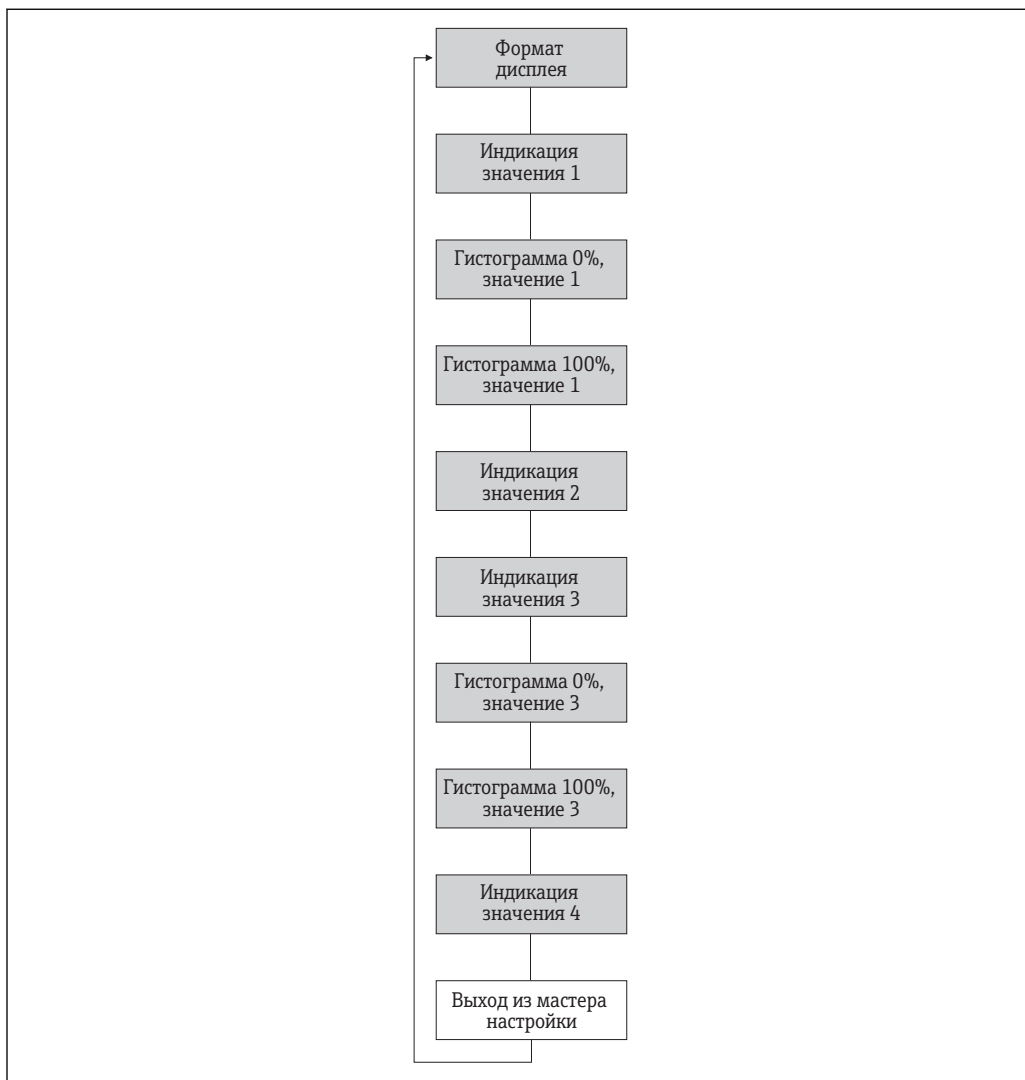 Формат
дисплея
Индикация
значения 1
Гистограмма 0%,
значение 1
Гистограмма 100%,
значение 1
Индикация
значения 2
Индикация
значения 3
Гистограмма 0%,
значение 3
Гистограмма 100%,
значение 3
Индикация
значения 4
Выход из мастера
настройки